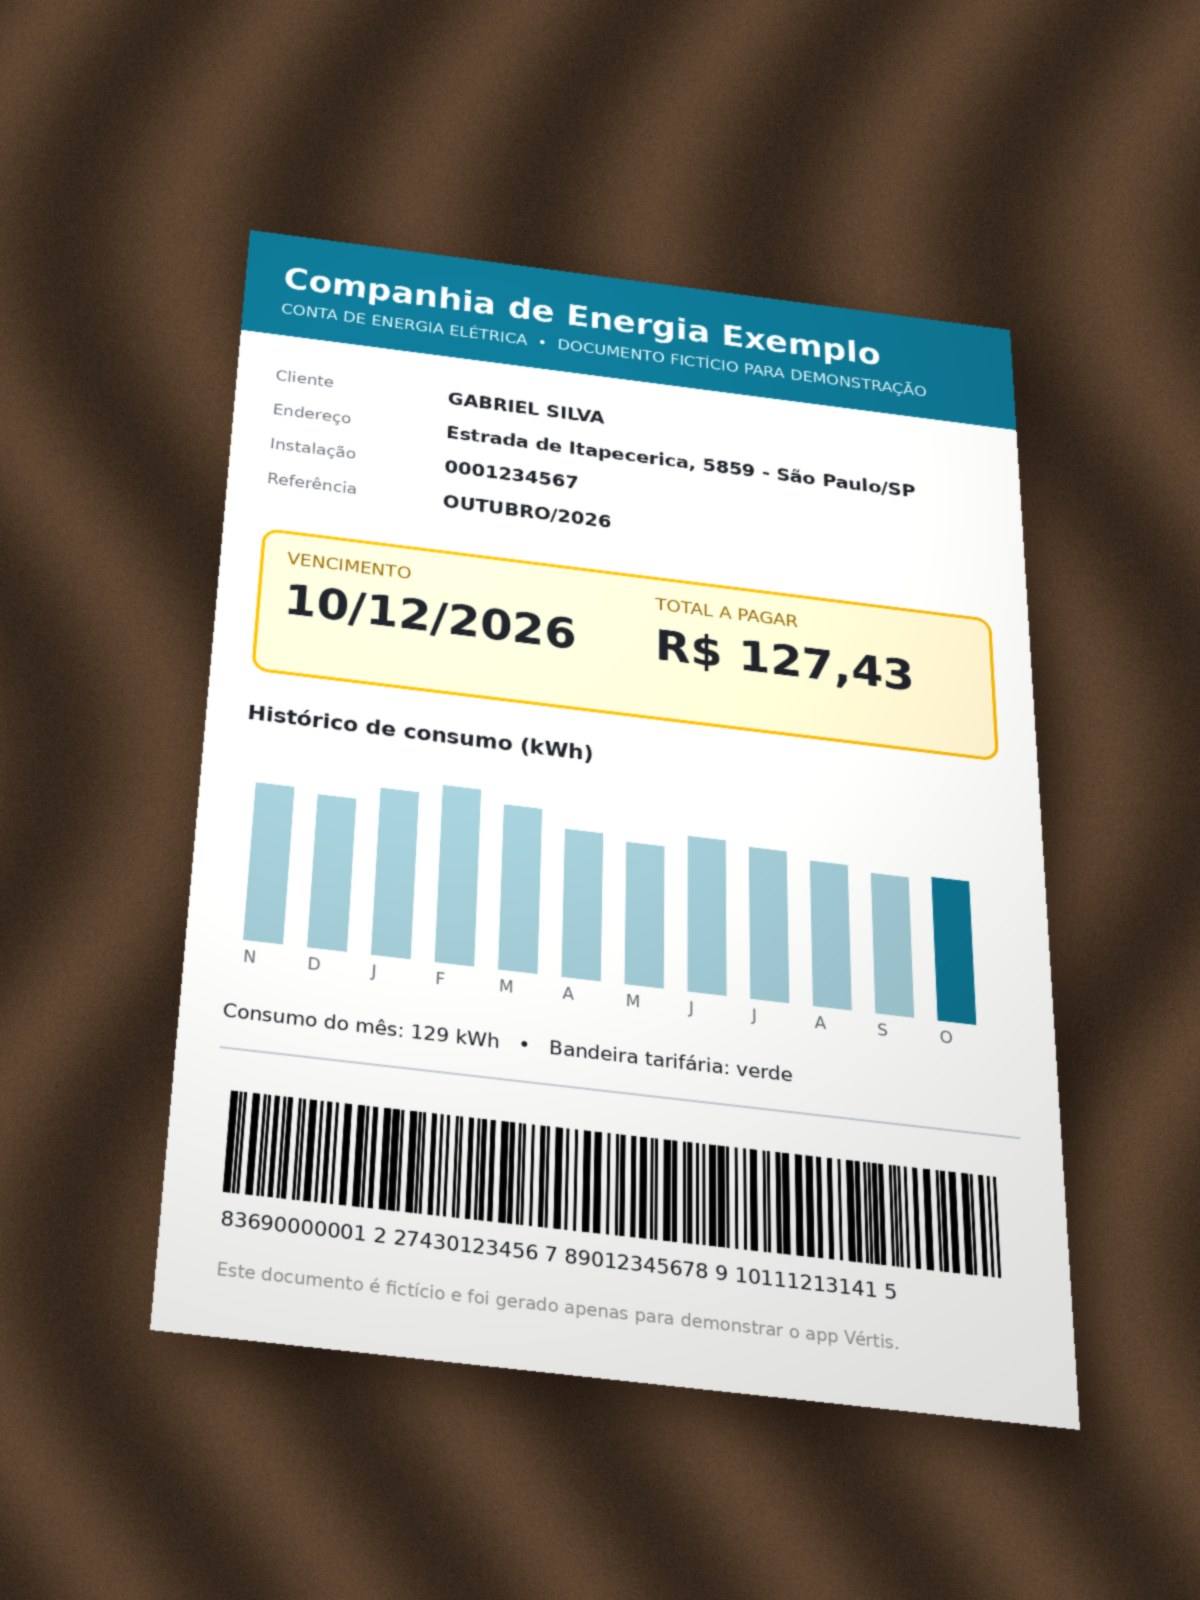 Companhia de Energia Exemplo
CONTA DE ENERGIA ELÉTRICA • DOCUMENTO FICTÍCIO PARA DEMONSTRAÇÃO
Cliente GABRIEL SILVA
Endereço Estrada de Itapecerica, 5859 - São Paulo/SP
Instalação 0001234567
Referência OUTUBRO/2026
VENCIMENTO TOTAL A PAGAR
10/12/2026 R$ 127,43
Histórico de consumo (kWh)
N D J F M A M J J A S O
Consumo do mês: 129 kWh • Bandeira tarifária: verde
83690000001 2 27430123456 7 89012345678 9 10111213141 5
Este documento é fictício e foi gerado apenas para demonstrar o app Vértis.